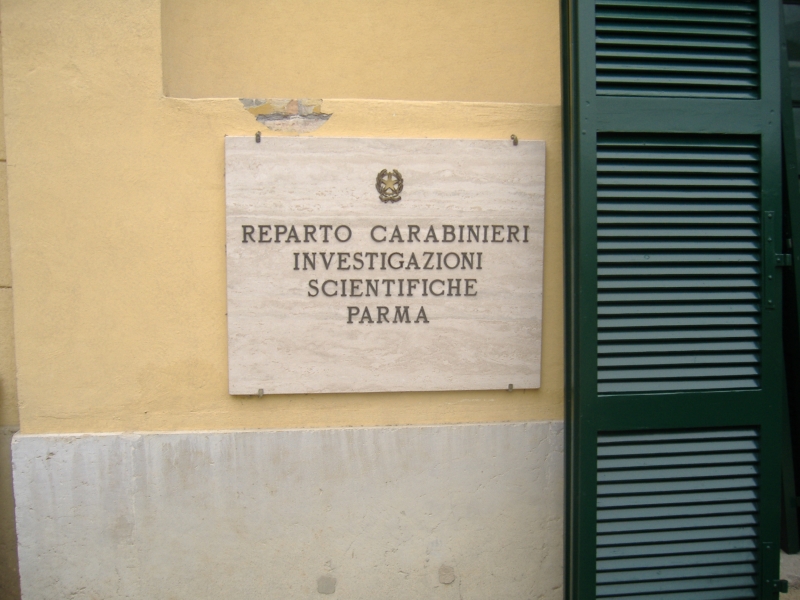 REPARTO CARABINIERI
INVESTIGAZIONI
SCIENTIFICHE
PARMA